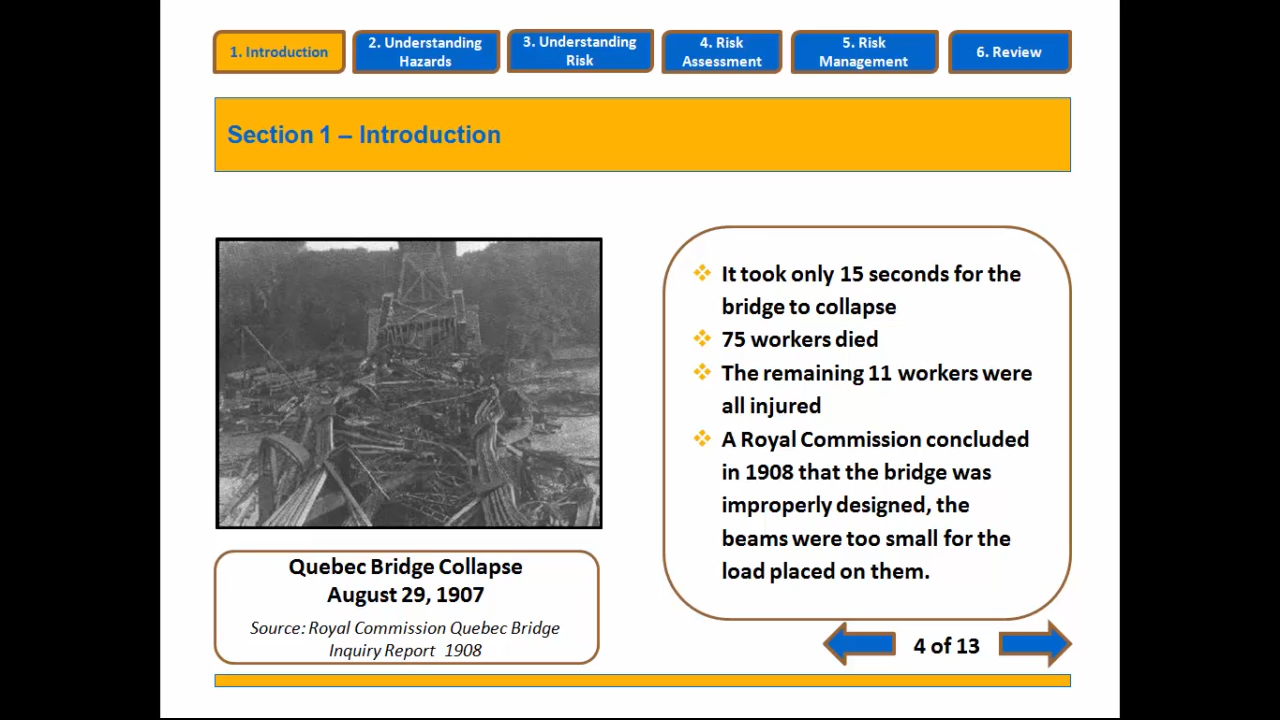 1. Introduction
2. Understanding
Hazards
3. Understanding
Risk
4. Risk
Assessment
5. Risk
Management
6. Review
Section 1 – Introduction
It took only 15 seconds for the
bridge to collapse
75 workers died
The remaining 11 workers were
all injured
A Royal Commission concluded
in 1908 that the bridge was
improperly designed, the
beams were too small for the
load placed on them.
Quebec Bridge Collapse
August 29, 1907
Source: Royal Commission Quebec Bridge
Inquiry Report 1908
4 of 13